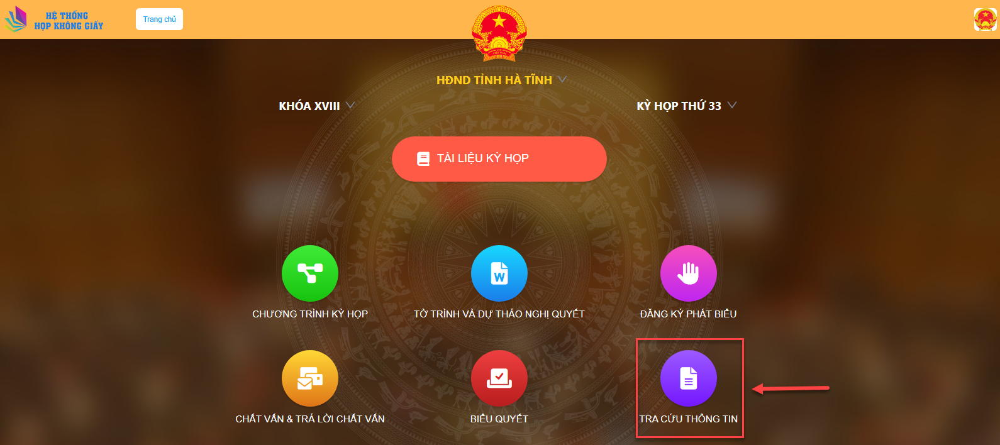 HỆ THỐNG
HỌP KHÔNG GIẤY
Trang chủ
VIỆT NAM
HĐND TỈNH HÀ TĨNH
KHÓA XVIII
KỲ HỌP THỨ 33
TÀI LIỆU KỲ HỌP
W
CHƯƠNG TRÌNH KỲ HỌP
TỜ TRÌNH VÀ DỰ THẢO NGHỊ QUYẾT
ĐĂNG KÝ PHÁT BIỂU
CHẤT VẤN & TRẢ LỜI CHẤT VẤN
BIỂU QUYẾT
TRA CỨU THÔNG TIN